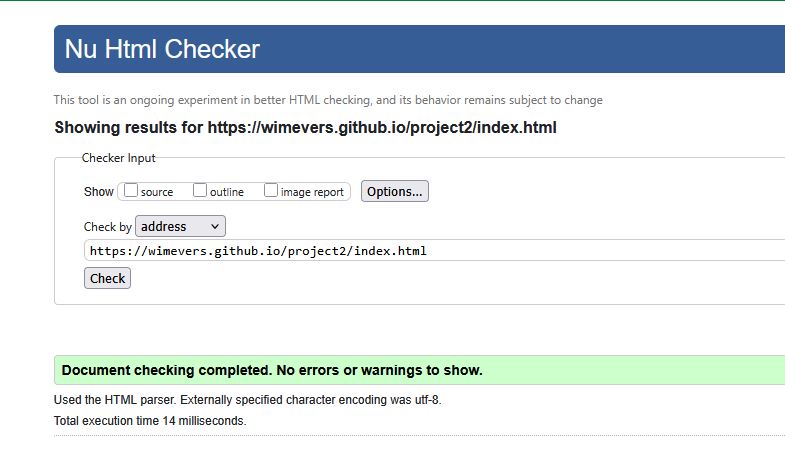 Nu Html Checker
This tool is an ongoing experiment in better HTML checking, and its behavior remains subject to change
Showing results for https://wimevers.github.io/project2/index.html
Checker Input
Show source outline image report Options...
Check by address
https://wimevers.github.io/project2/index.html
Check
Document checking completed. No errors or warnings to show.
Used the HTML parser. Externally specified character encoding was utf-8.
Total execution time 14 milliseconds.